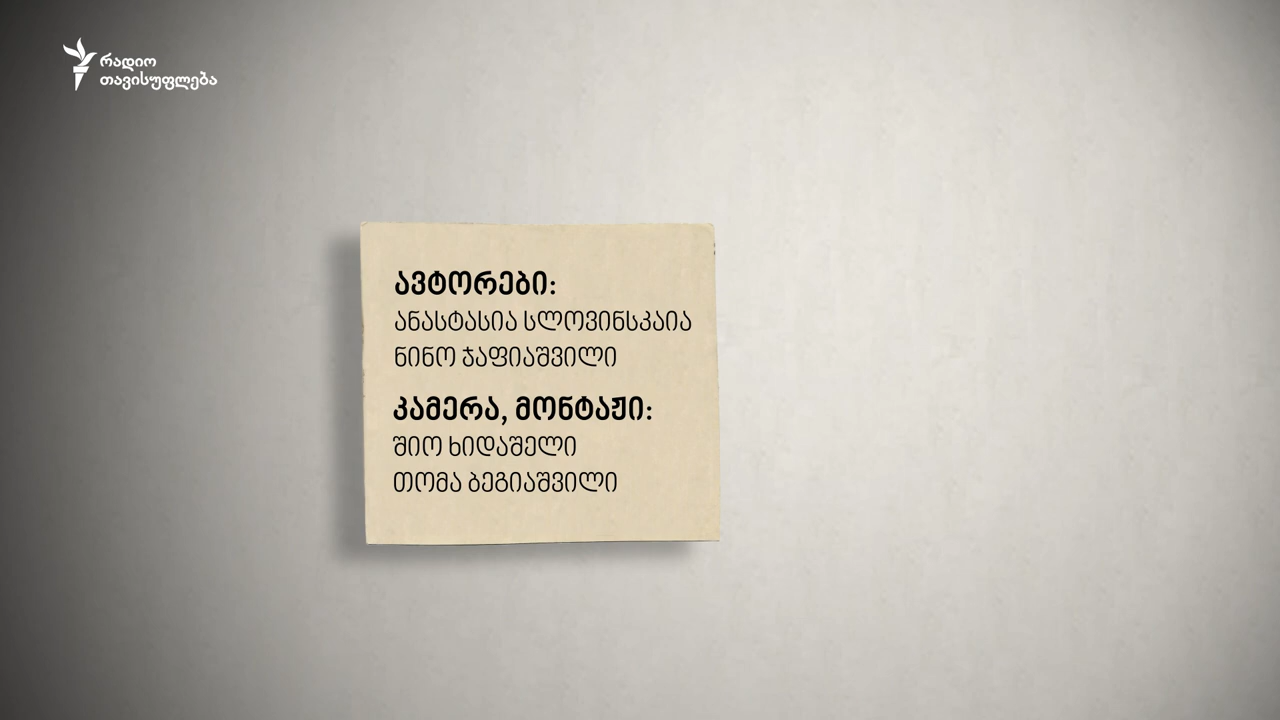 რადიო
თავისუფლება
ავტორები:
ანასტასია სლოვინსკაია
ნინო ჯაფიაშვილი
კამერა, მონტაჟი:
შიო ხიდაშელი
თომა ბეგიაშვილი